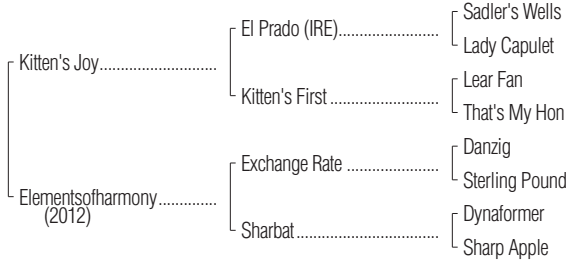 Sadler's Wells
El Prado (IRE)........................
Lady Capulet
Kitten's Joy............................
Lear Fan
Kitten's First ..........................
That's My Hon
Danzig
Exchange Rate ......................
Sterling Pound
Elementsofharmony..............
(2012)
Dynaformer
Sharbat..................................
Sharp Apple